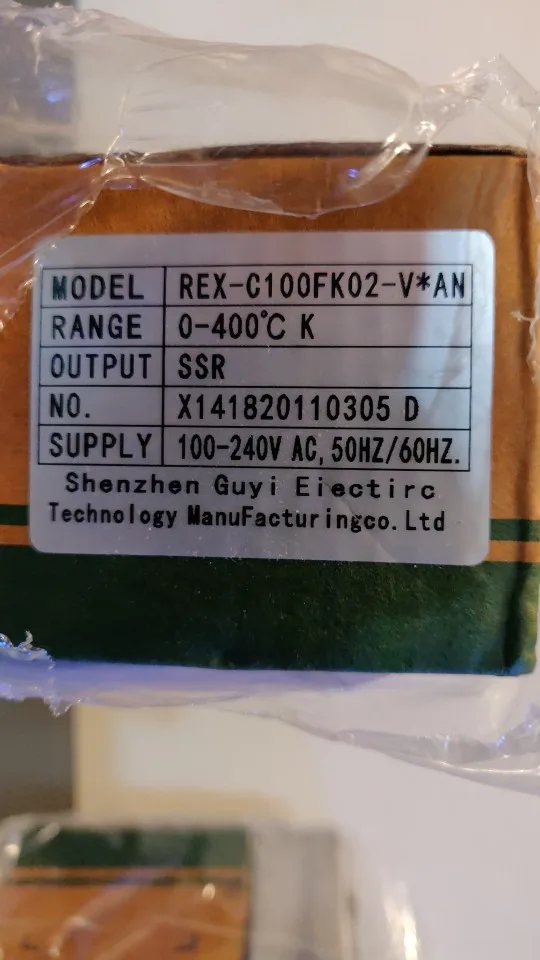 MODEL REX-C100FK02-V*AN
RANGE 0-400℃ K
OUTPUT SSR
NO. X141820110305 D
SUPPLY 100-240V AC, 50HZ/60HZ.
Shenzhen Guyi Eiectirc
Technology ManuFacturingco.Ltd